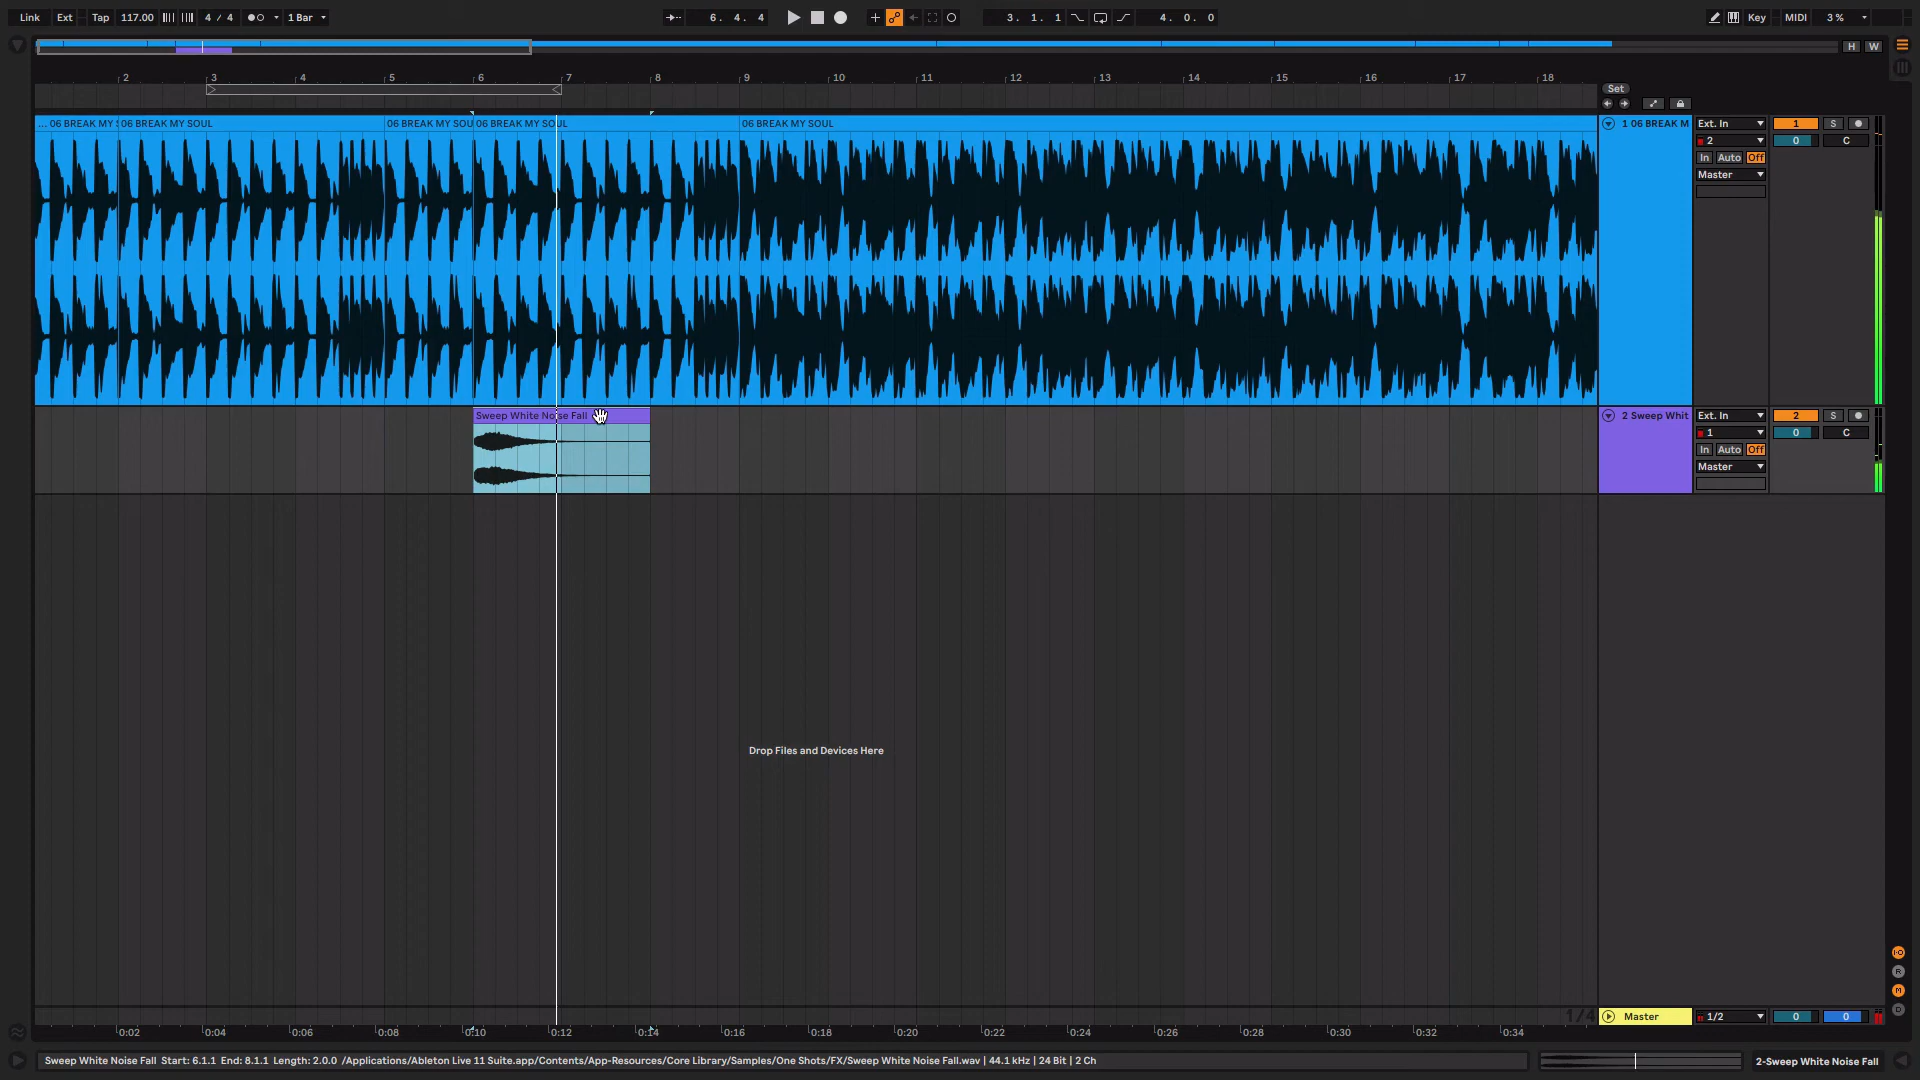 Link Ext Tap 117.00 4 / 4 1 Bar 6. 4. 4 3. 1. 1 4. 0. 0 Key MIDI 3 %
H W
2 3 4 5 6 7 8 9 10 11 12 13 14 15 16 17 18
Set
... 06 BREAK MY S 06 BREAK MY SOUL 06 BREAK MY SOU 06 BREAK MY SOUL 06 BREAK MY SOUL 1 06 BREAK M Ext. In 1 S
2 0 C
In Auto Off
Master
Sweep White Noise Fall 2 Sweep Whit Ext. In 2 S
1 0 C
In Auto Off
Master
Drop Files and Devices Here
I·O
R
M
D
1/4 Master 1/2 0 0
0:02 0:04 0:06 0:08 0:10 0:12 0:14 0:16 0:18 0:20 0:22 0:24 0:26 0:28 0:30 0:32 0:34
Sweep White Noise Fall Start: 6.1.1 End: 8.1.1 Length: 2.0.0 /Applications/Ableton Live 11 Suite.app/Contents/App-Resources/Core Library/Samples/One Shots/FX/Sweep White Noise Fall.wav | 44.1 kHz | 24 Bit | 2 Ch 2-Sweep White Noise Fall